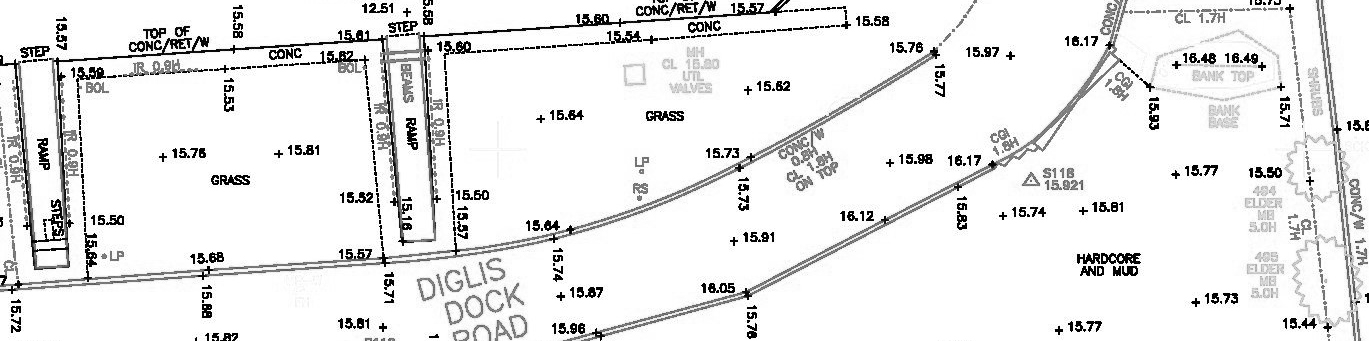 12.51
STEP
15.58
15.57
15.58
TOP OF
CONC/RET/W
15.60
CONC/RET/W
15.57
15.58
CL 1.7H
STEP
15.61
15.62
CONC
CONC
15.54
15.60
15.59
IR 0.9H
BOL
BOL
15.53
MH
CL 15.80
UTIL
VALVES
15.62
15.76
15.77
15.97
16.17
CONC
16.48
16.49
BANK TOP
BANK
BASE
CGI
1.8H
15.93
15.71
SHRUBS
RAMP
IR 0.9H
IR 0.9H
15.76
15.81
GRASS
BEAMS
RAMP
IR 0.9H
IR 0.9H
15.64
GRASS
LP
RS
15.73
15.73
CONC/W
0.8H
CL 1.8H
ON TOP
15.98
16.17
CGI
1.8H
S116
15.921
15.77
15.50
494
ELDER
MB
5.0H
CL
1.7H
CONC/W 1.7H
STEPS
15.50
15.64
LP
15.52
15.16
15.50
15.57
15.64
15.74
15.91
16.12
15.83
15.74
15.81
HARDCORE
AND MUD
495
ELDER
MB
5.0H
CL
15.72
15.68
15.88
15.57
15.71
DIGLIS
DOCK
ROAD
15.87
16.05
15.76
15.73
15.82
15.81
15.96
15.77
15.44